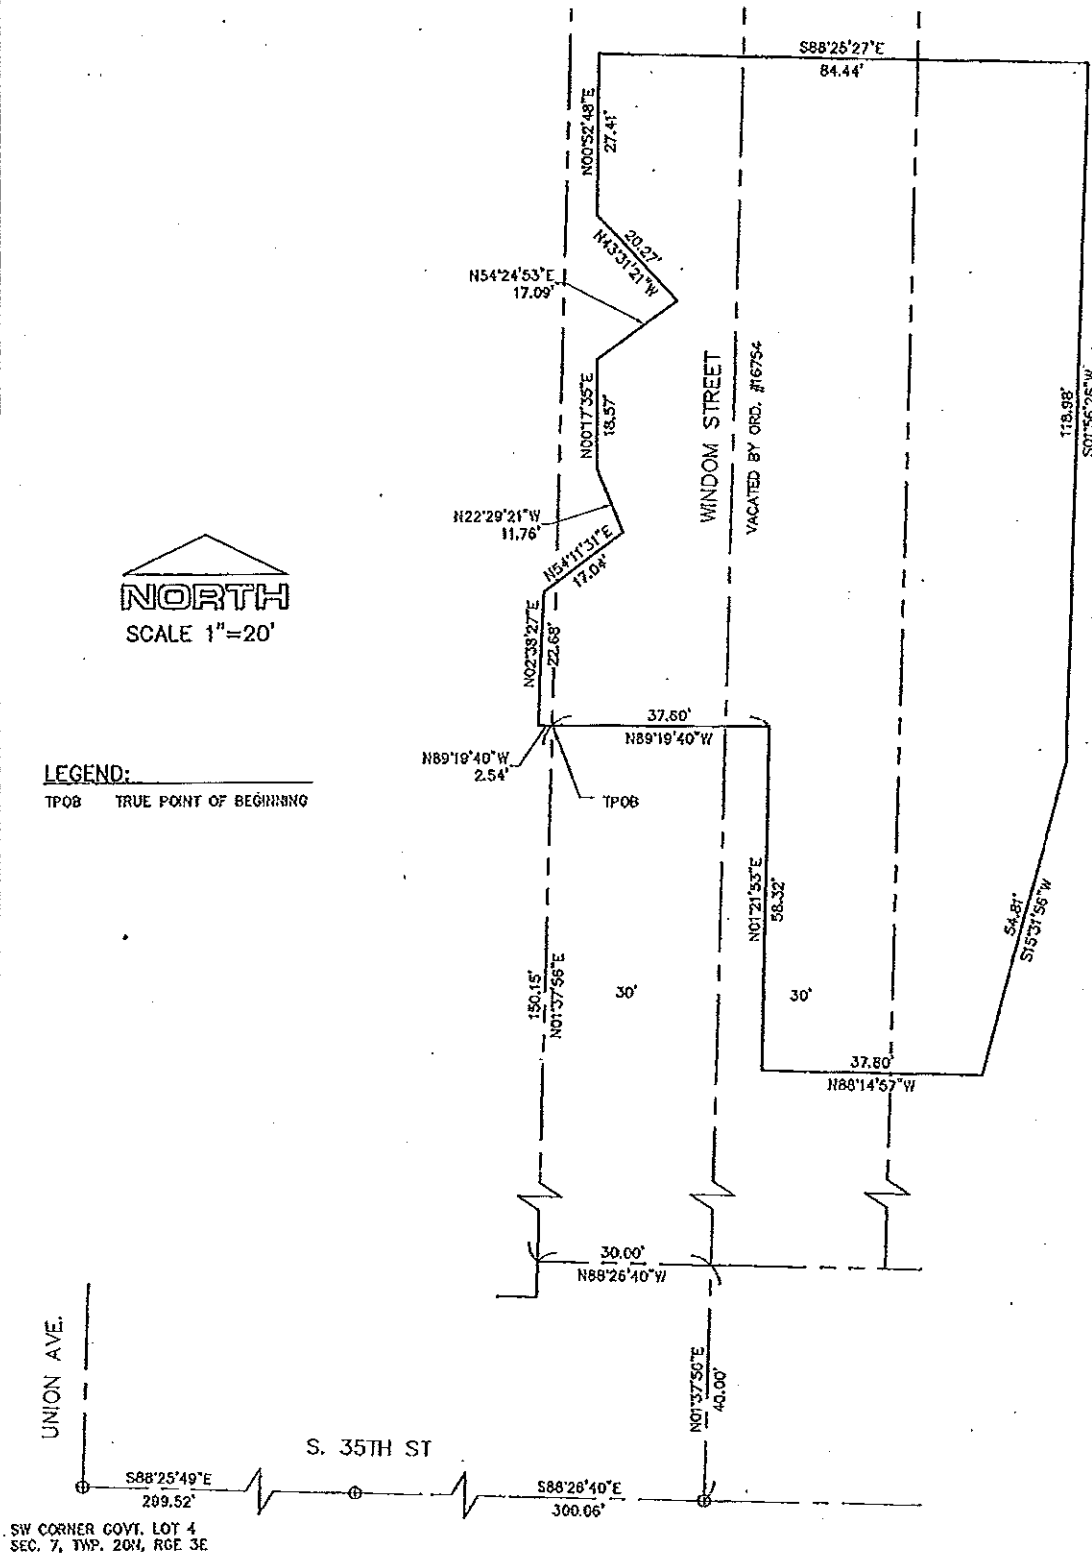 S88°25'27"E
84.44'
N00°52'48"E
27.41'
20.27'
N43°31'21"W
N54°24'53"E
17.09'
WINDOM STREET
VACATED BY ORD. #16754
118.98'
S01°56'26"W
N00°17'35"E
18.57'
N22°29'21"W
11.76'
N54°11'31"E
17.04'
NORTH
SCALE 1"=20'
N02°38'27"E
22.68'
37.80'
N89°19'40"W
N89°19'40"W
2.54'
TPOB
LEGEND:
TPOB TRUE POINT OF BEGINNING
N01°21'53"E
58.32'
54.81'
S15°31'56"W
150.15'
N01°37'56"E
30'
30'
37.80'
N88°14'57"W
30.00'
N88°26'40"W
UNION AVE.
N01°37'56"E
40.00'
S. 35TH ST
S88°25'49"E
299.52'
S88°26'40"E
300.06'
SW CORNER GOVT. LOT 4
SEC. 7, TWP. 20N, RGE 3E